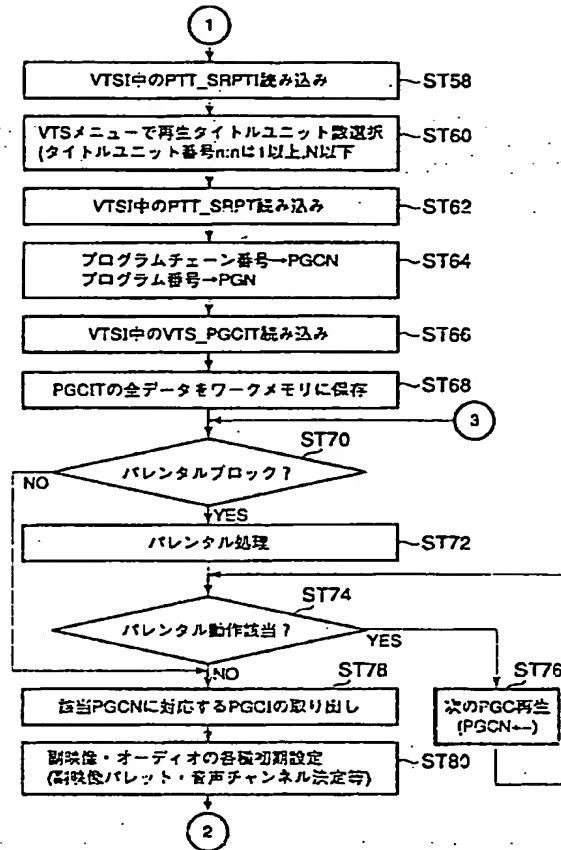 1
VTSI中のPTT_SRPTI読み込み
ST58
VTSメニューで再生タイトルユニット数選択
(タイトルユニット番号n:nは1以上,N以下
ST60
VTSI中のPTT_SRPT読み込み
ST62
プログラムチェーン番号→PGCN
プログラム番号→PGN
ST64
VTSI中のVTS_PGCIT読み込み
ST66
PGCITの全データをワークメモリに保存
ST68
3
ST70
パレンタルブロック?
NO
YES
パレンタル処理
ST72
ST74
パレンタル動作該当?
YES
NO
ST78
ST76
該当PGCNに対応するPGCIの取り出し
次のPGC再生
(PGCN←)
副映像・オーディオの各種初期設定
(副映像パレット・音声チャンネル決定等)
ST80
2